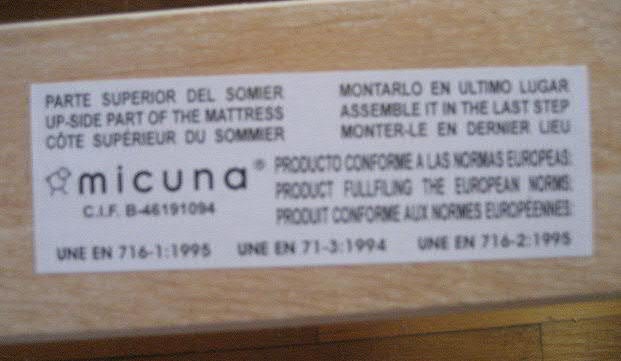 PARTE SUPERIOR DEL SOMIER
UP-SIDE PART OF THE MATTRESS
CÔTE SUPÉRIEUR DU SOMMIER
MONTARLO EN ULTIMO LUGAR
ASSEMBLE IT IN THE LAST STEP
MONTER-LE EN DERNIER LIEU
micuna®
C.I.F. B-46191094
PRODUCTO CONFORME A LAS NORMAS EUROPEAS:
PRODUCT FULLFILING THE EUROPEAN NORMS:
PRODUIT CONFORME AUX NORMES EUROPÉENNES:
UNE EN 716-1:1995 UNE EN 71-3:1994 UNE EN 716-2:1995